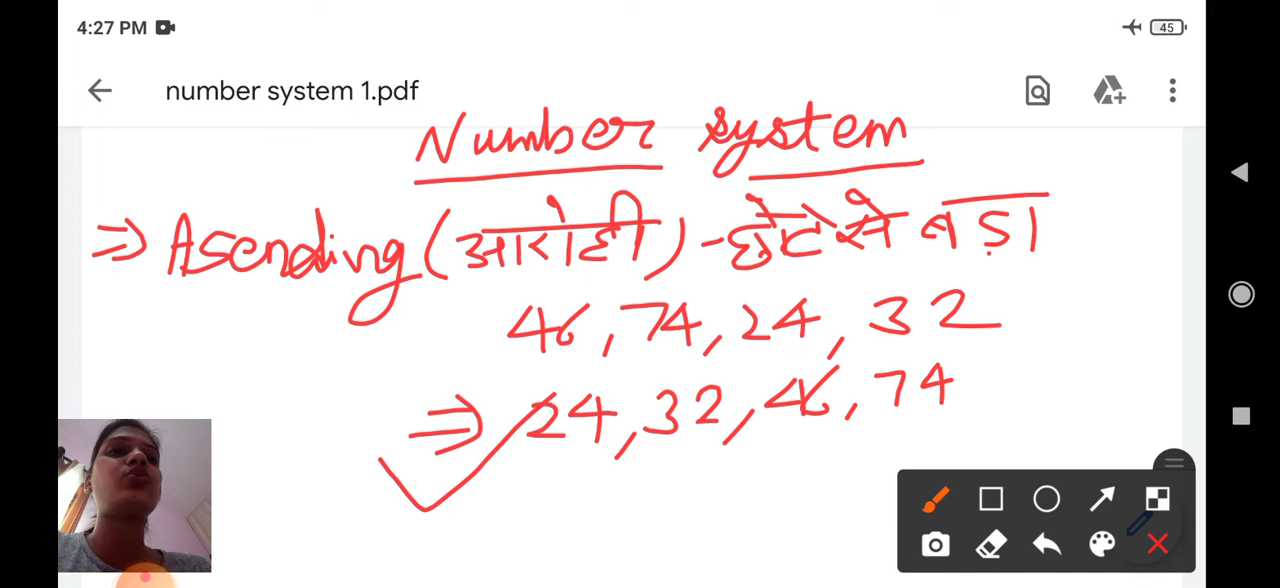 4:27 PM
45
number system 1.pdf
Number system
⇒ Asending (आरोही) - छोटे से बड़ा
46, 74, 24, 32
⇒ 24, 32, 46, 74